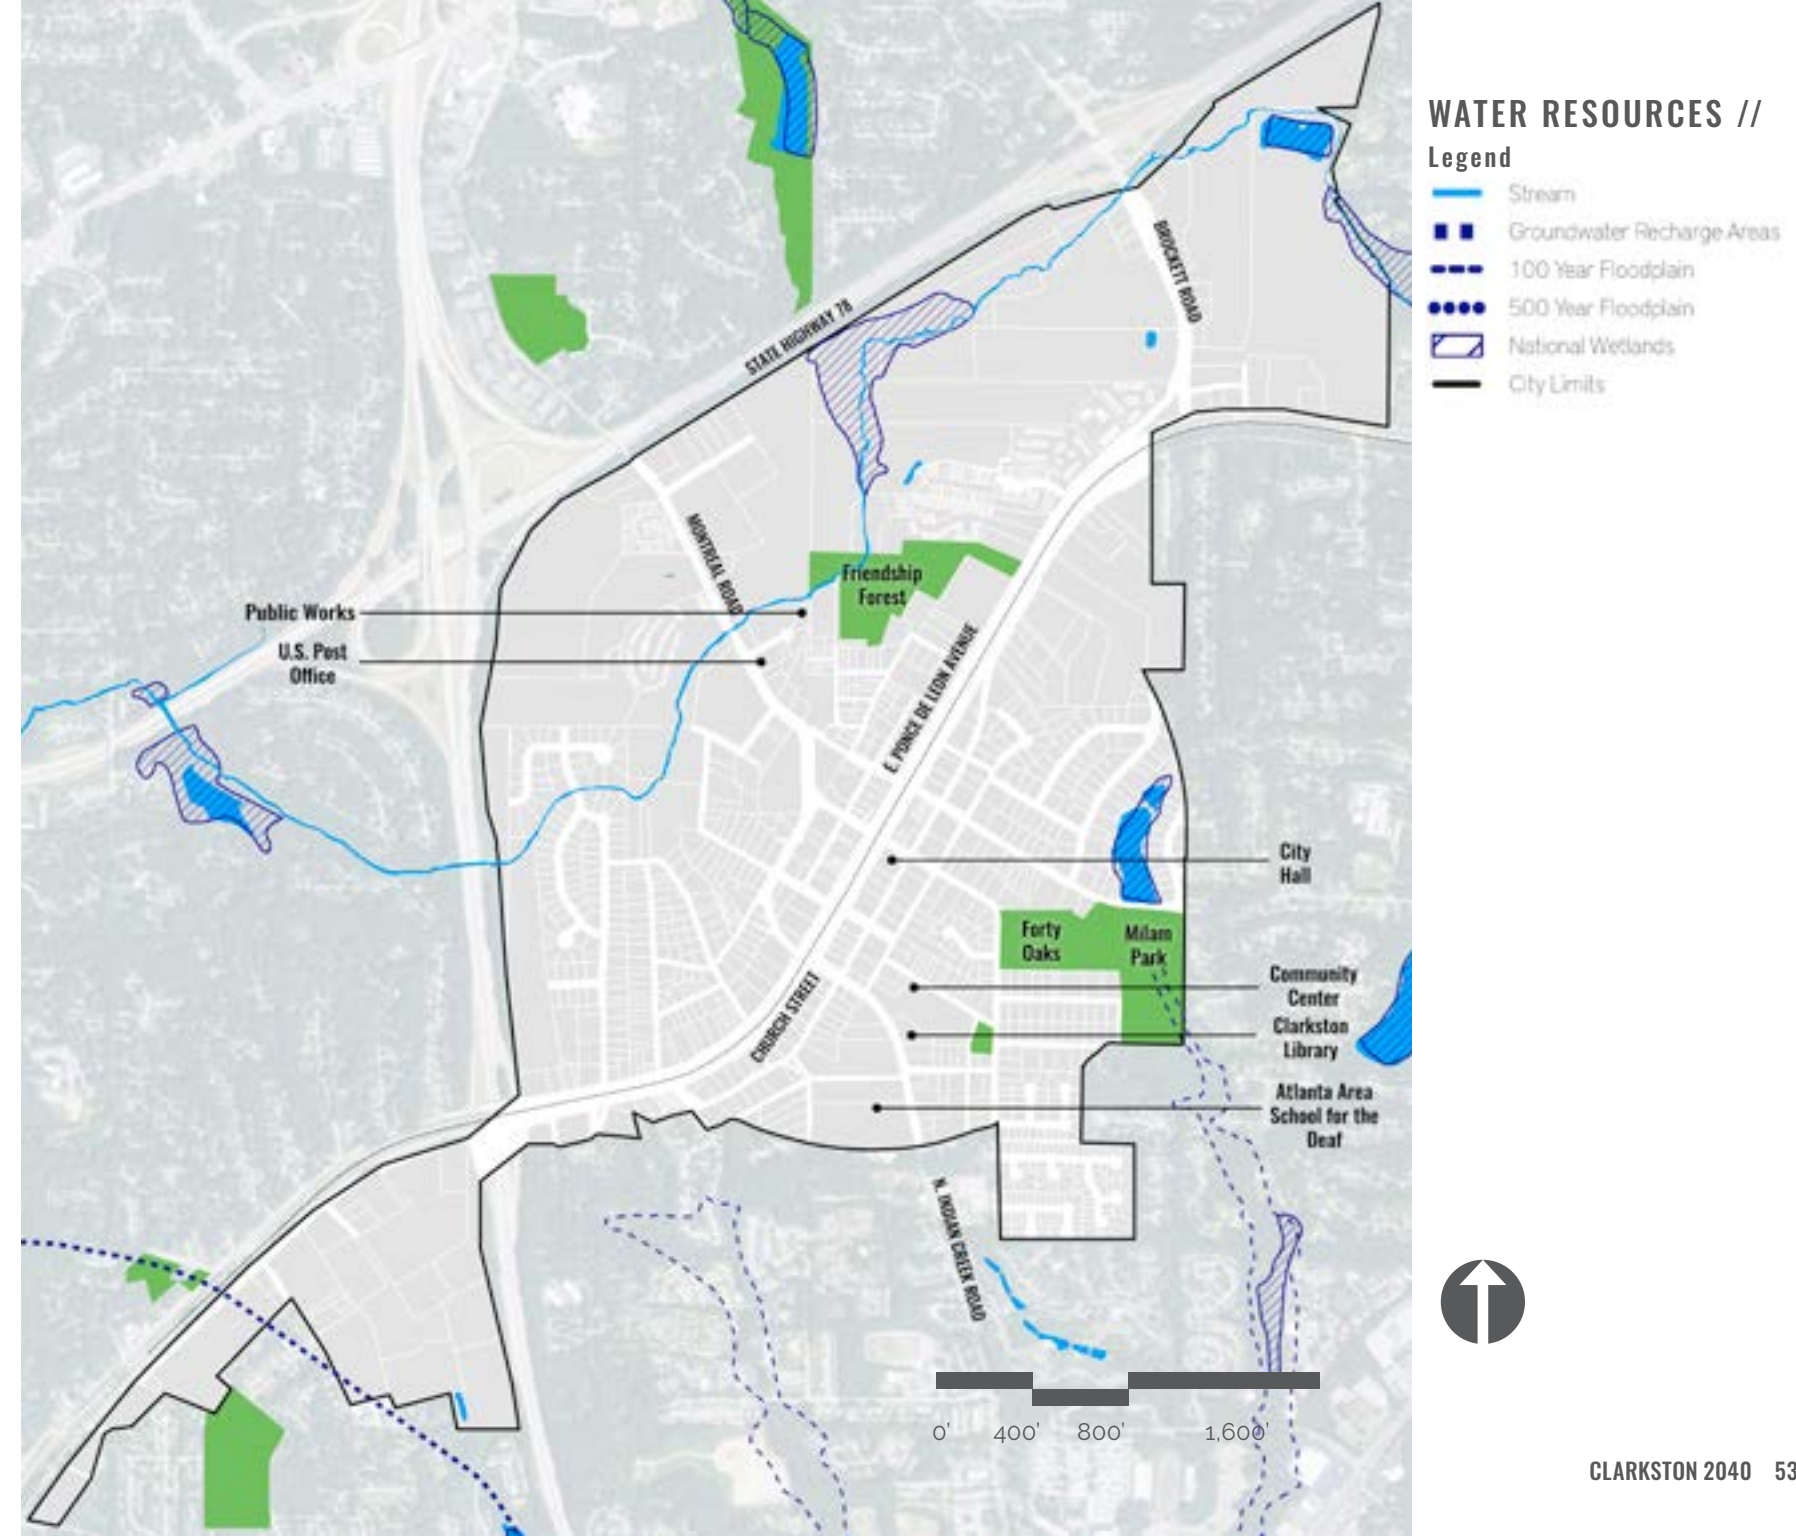 WATER RESOURCES //
Legend
Stream
Groundwater Recharge Areas
100 Year Floodplain
500 Year Floodplain
National Wetlands
City Limits
BROCKETT ROAD
STATE HIGHWAY 78
MONTREAL ROAD
Friendship
Forest
Public Works
U.S. Post
Office
E. PONCE DE LEON AVENUE
City
Hall
Forty
Oaks
Milam
Park
Community
Center
CHURCH STREET
Clarkston
Library
Atlanta Area
School for the
Deaf
N. INDIAN CREEK ROAD
0' 400' 800' 1,600'
CLARKSTON 2040 53